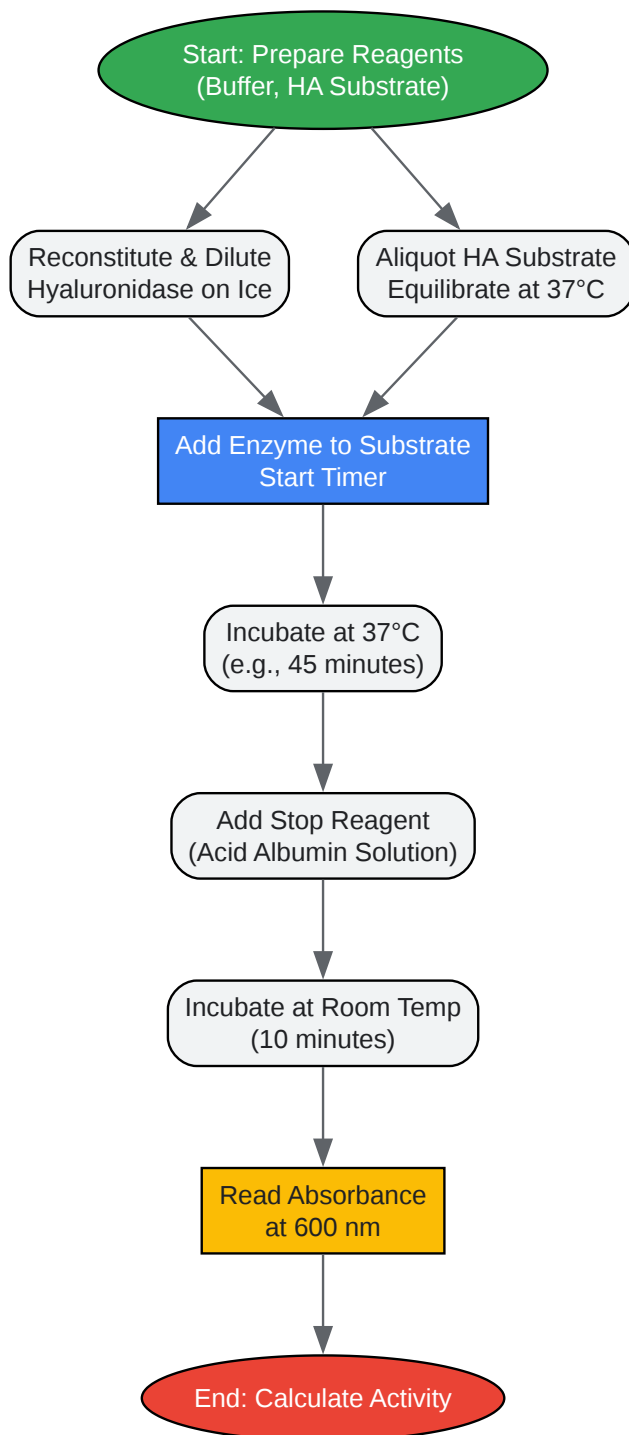 Start: Prepare Reagents
(Buffer, HA Substrate)
Reconstitute & Dilute
Hyaluronidase on Ice
Aliquot HA Substrate
Equilibrate at 37°C
Add Enzyme to Substrate
Start Timer
Incubate at 37°C
(e.g., 45 minutes)
Add Stop Reagent
(Acid Albumin Solution)
Incubate at Room Temp
(10 minutes)
Read Absorbance
at 600 nm
End: Calculate Activity